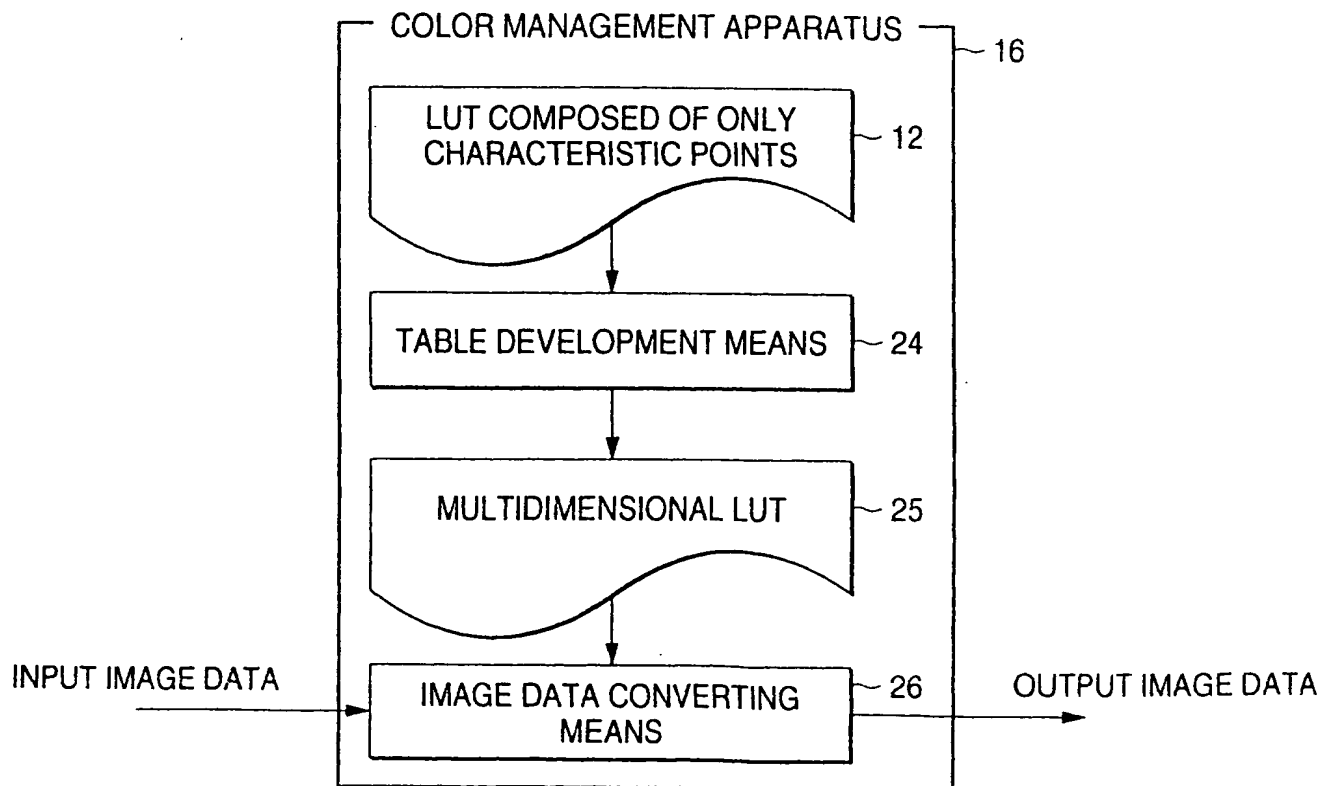 COLOR MANAGEMENT APPARATUS
16
LUT COMPOSED OF ONLY
CHARACTERISTIC POINTS
12
TABLE DEVELOPMENT MEANS
24
MULTIDIMENSIONAL LUT
25
INPUT IMAGE DATA
IMAGE DATA CONVERTING
MEANS
26
OUTPUT IMAGE DATA